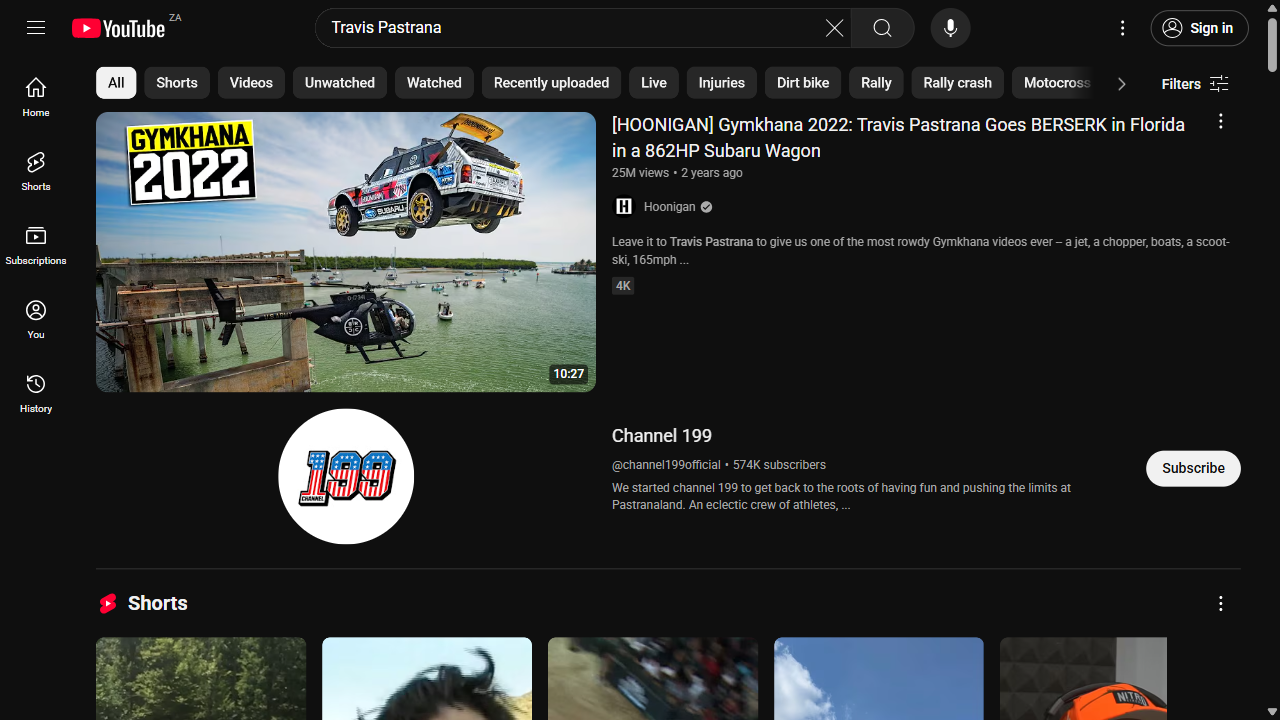 YouTube ZA
Travis Pastrana
Sign in
Home
Shorts
Subscriptions
You
History
All
Shorts
Videos
Unwatched
Watched
Recently uploaded
Live
Injuries
Dirt bike
Rally
Rally crash
Motocross
Filters
GYMKHANA
2022
SUBARU
10:27
[HOONIGAN] Gymkhana 2022: Travis Pastrana Goes BERSERK in Florida
in a 862HP Subaru Wagon
25M views • 2 years ago
Hoonigan
Leave it to Travis Pastrana to give us one of the most rowdy Gymkhana videos ever – a jet, a chopper, boats, a scoot-
ski, 165mph ...
4K
199
CHANNEL
Channel 199
@channel199official • 574K subscribers
We started channel 199 to get back to the roots of having fun and pushing the limits at
Pastranaland. An eclectic crew of athletes, ...
Subscribe
Shorts
NITRO